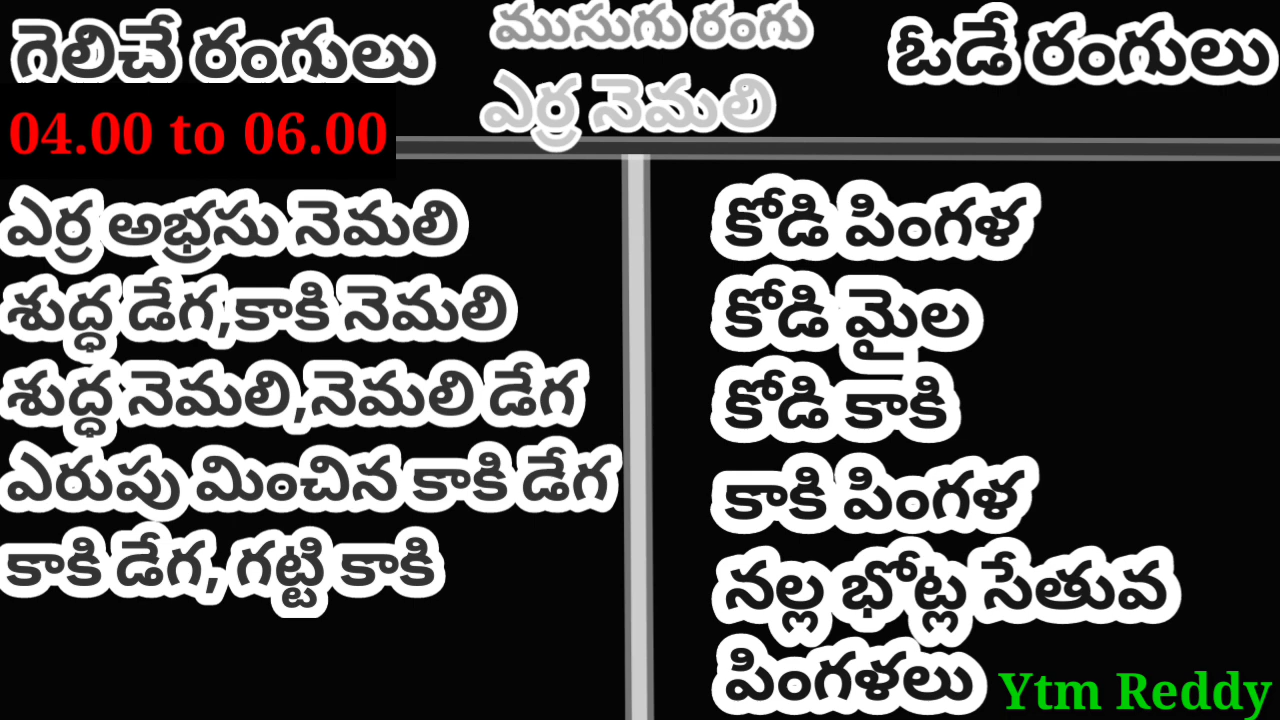 గెలిచే రంగులు
ముసుగు రంగు
ఎర్ర నెమలి
ఓడే రంగులు
04.00 to 06.00
ఎర్ర అభ్రసు నెమలి
శుద్ధ డేగ,కాకి నెమలి
శుద్ధ నెమలి,నెమలి డేగ
ఎరుపు మించిన కాకి డేగ
కాకి డేగ, గట్టి కాకి
కోడి పింగళ
కోడి మైల
కోడి కాకి
కాకి పింగళ
నల్ల భోట్ల సేతువ
పింగళలు
Ytm Reddy